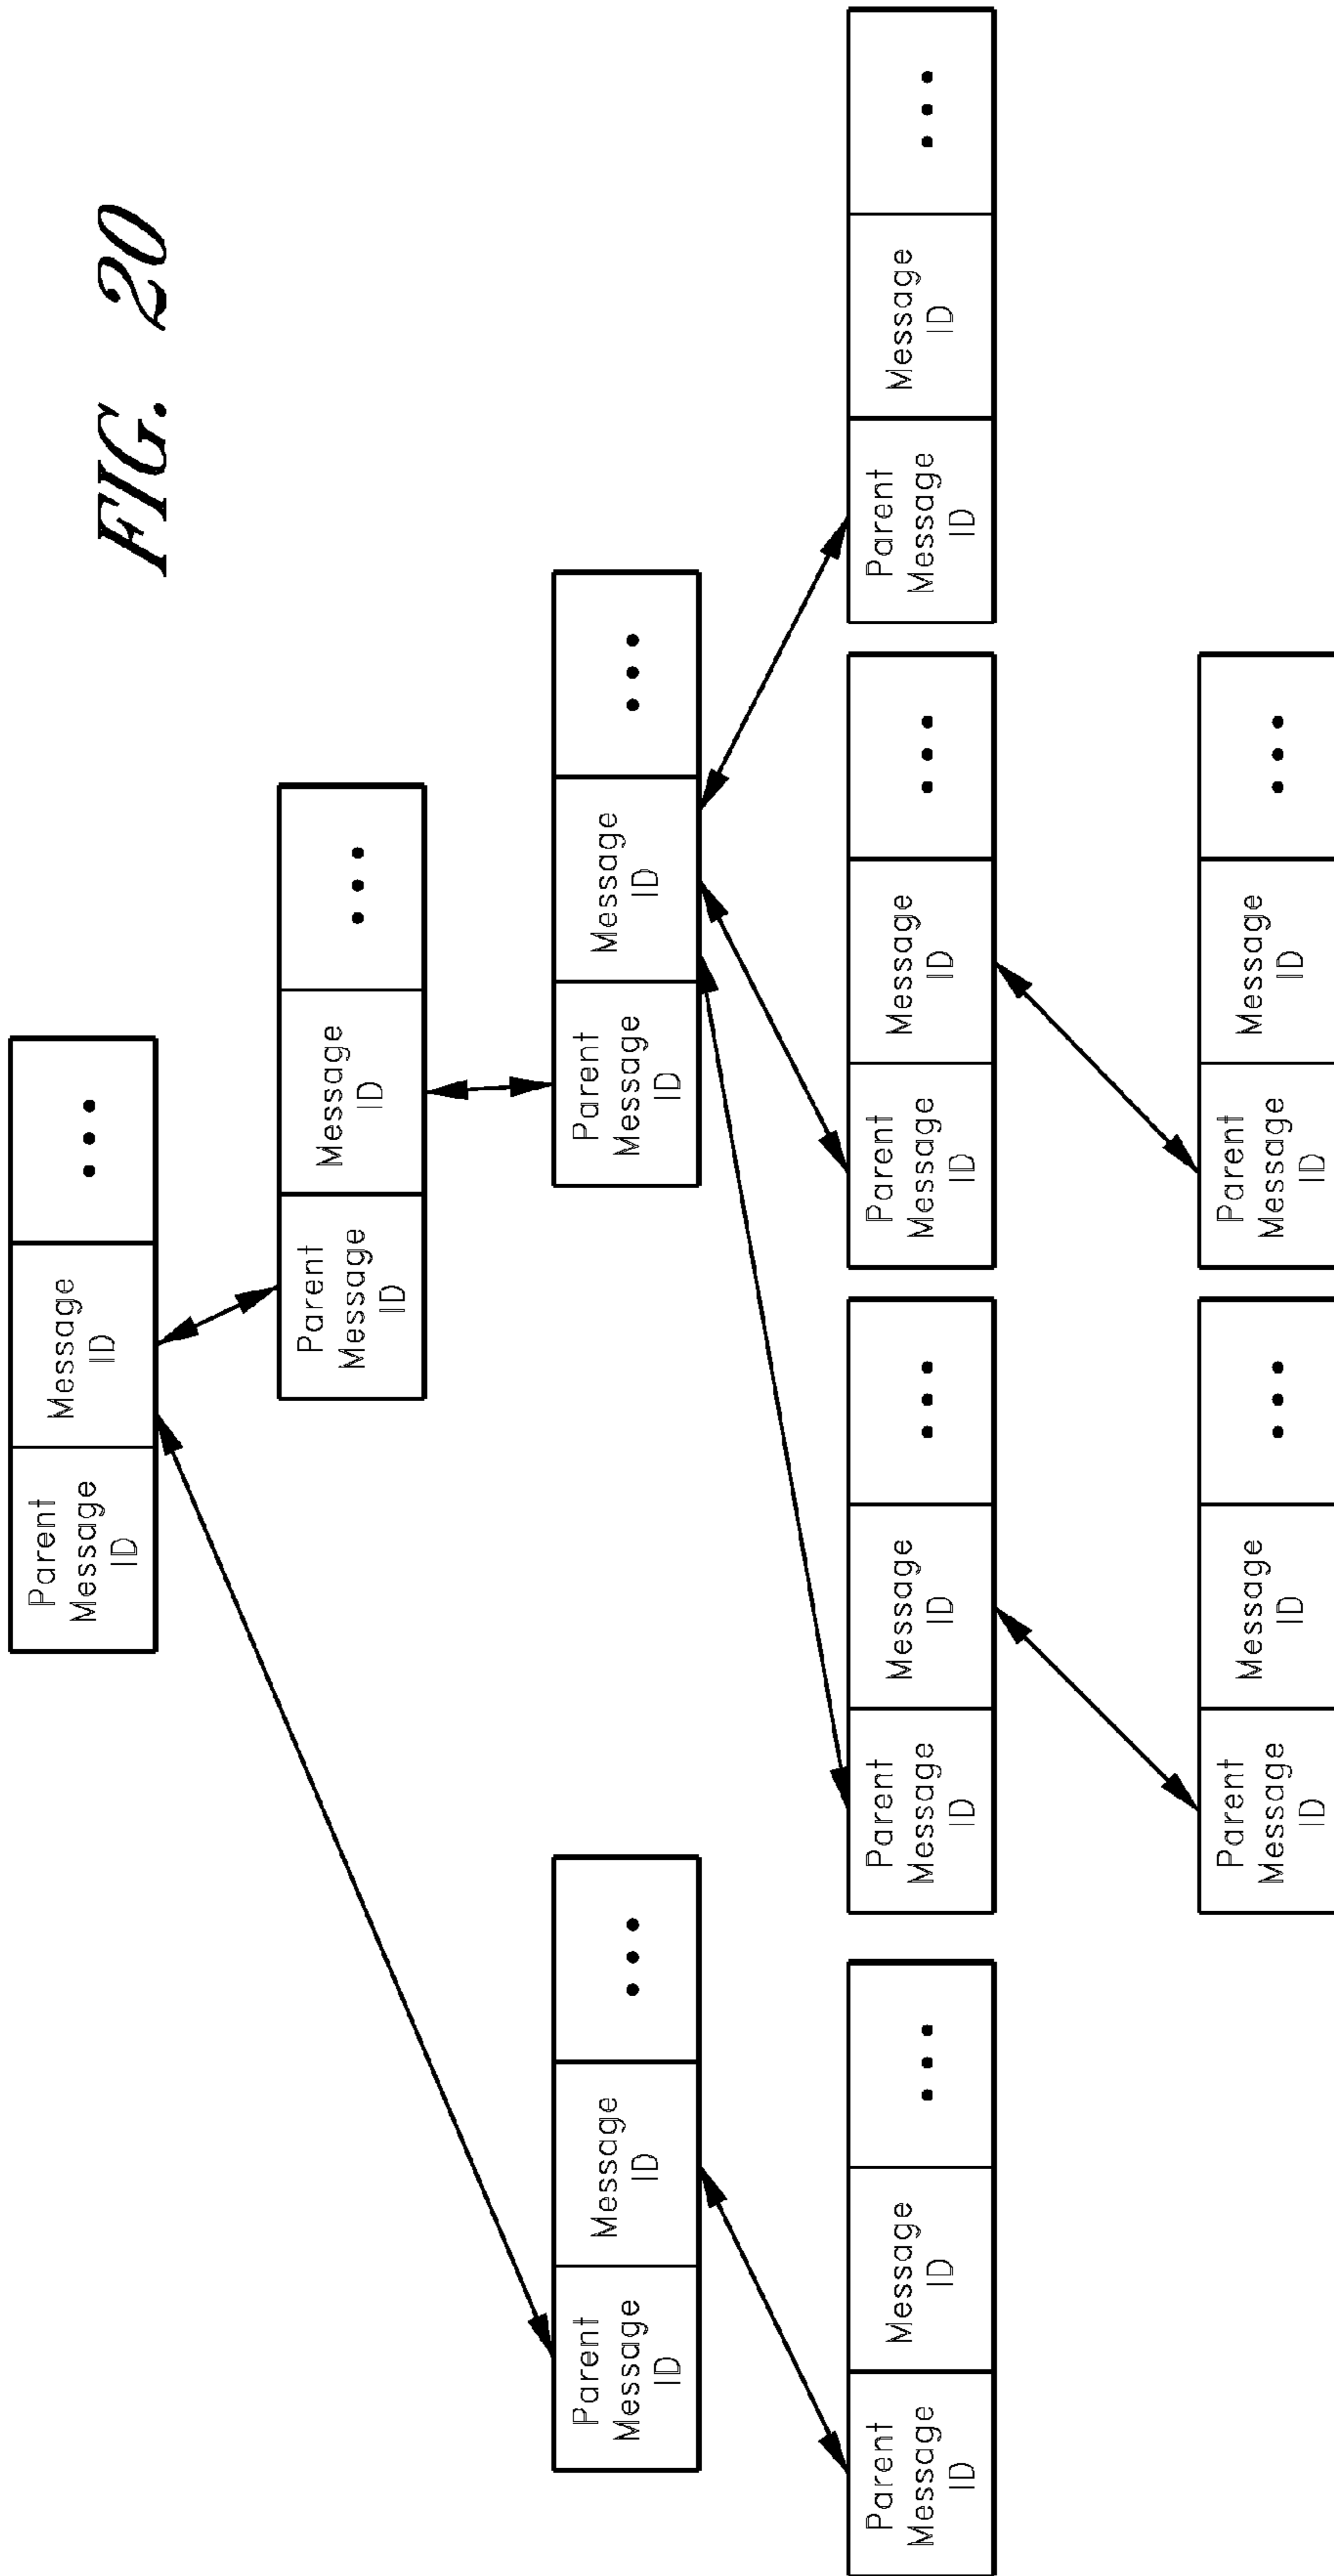 Parent
Message
ID
Message
ID
...
FIG. 20
Parent
Message
ID
Message
ID
...
Parent
Message
ID
Message
ID
...
Parent
Message
ID
Message
ID
...
Parent
Message
ID
Message
ID
...
Parent
Message
ID
Message
ID
...
Parent
Message
ID
Message
ID
...
Parent
Message
ID
Message
ID
...
Parent
Message
ID
Message
ID
...
Parent
Message
ID
Message
ID
...